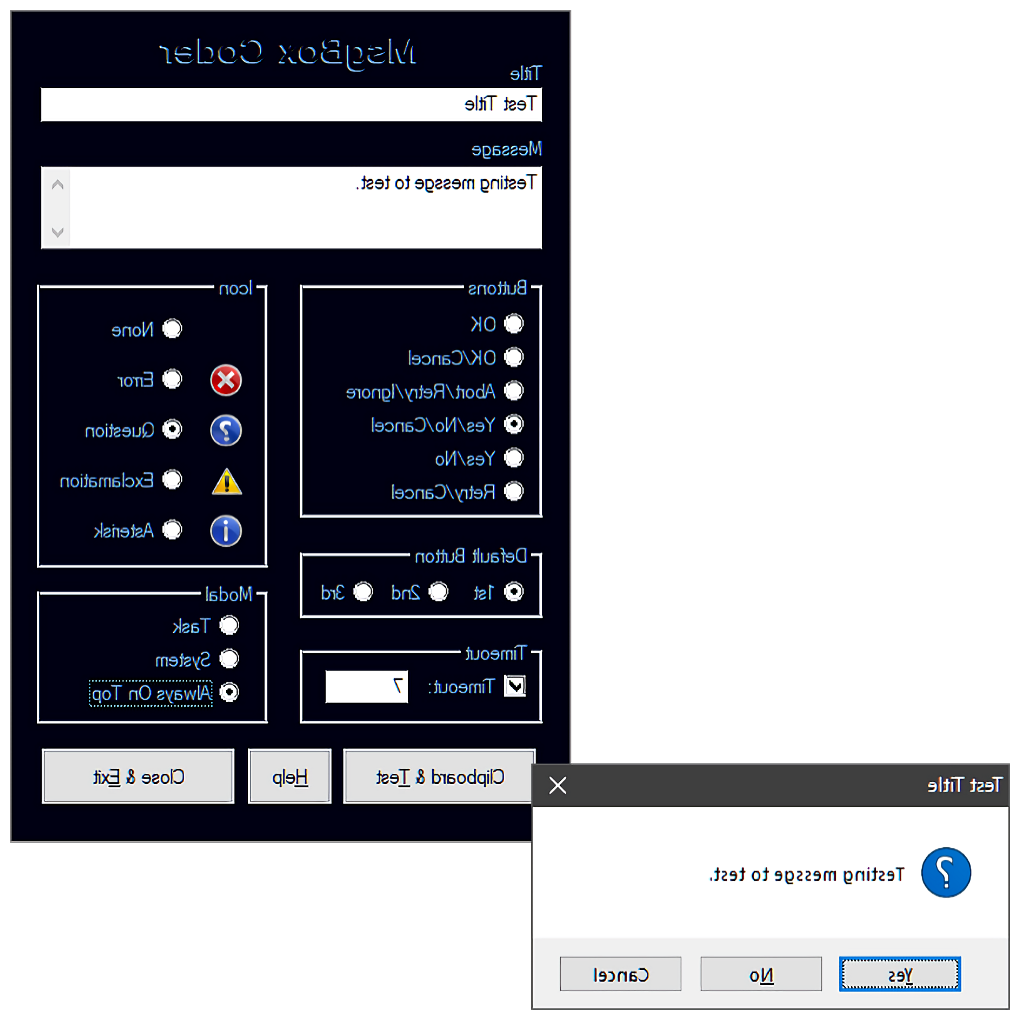 MsgBox Coder
Title
Test Title
Message
Testing messge to test.
Buttons
OK
OK/Cancel
Abort/Retry/Ignore
Yes/No/Cancel
Yes/No
Retry/Cancel
Icon
None
Error
Question
Exclamation
Asterisk
Default Button
1st 2nd 3rd
Modal
Task
System
Always On Top
Timeout
Timeout: 7
Clipboard & Test Help Close & Exit
Test Title
Testing messge to test.
Yes No Cancel